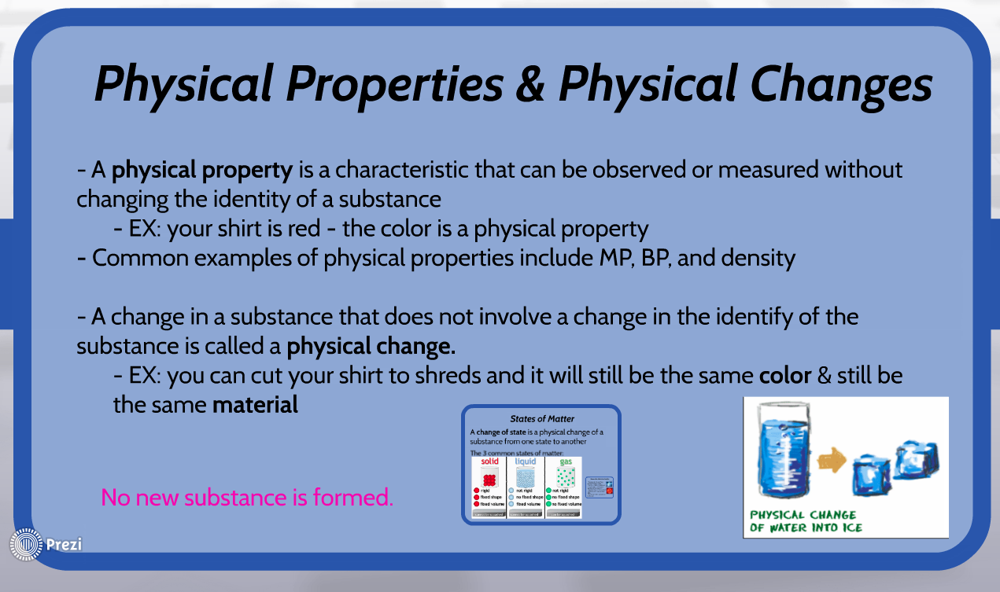 Physical Properties & Physical Changes
- A physical property is a characteristic that can be observed or measured without
changing the identity of a substance
- EX: your shirt is red - the color is a physical property
- Common examples of physical properties include MP, BP, and density
- A change in a substance that does not involve a change in the identify of the
substance is called a physical change.
- EX: you can cut your shirt to shreds and it will still be the same color & still be
the same material
No new substance is formed.
States of Matter
A change of state is a physical change of a
substance from one state to another
The 3 common states of matter:
solid liquid gas
rigid not rigid not rigid
fixed shape no fixed shape no fixed shape
fixed volume fixed volume no fixed volume
PHYSICAL CHANGE
OF WATER INTO ICE
Prezi